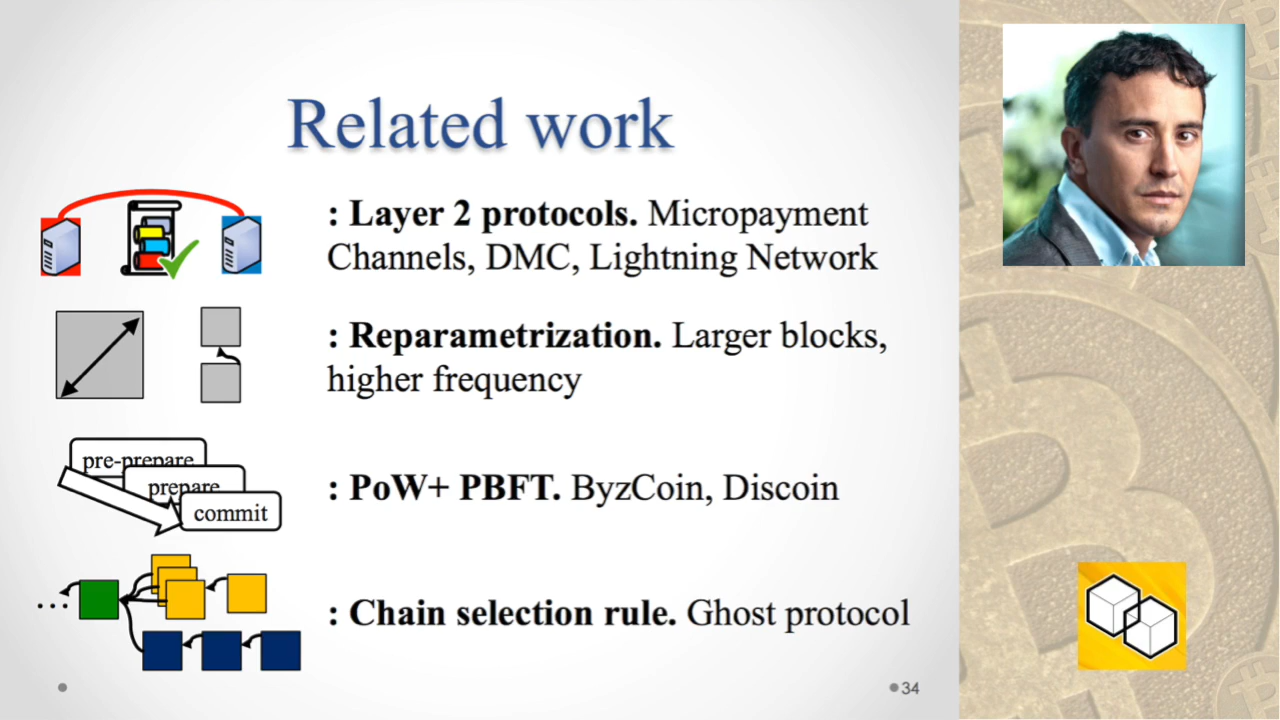 Related work
: Layer 2 protocols. Micropayment
Channels, DMC, Lightning Network
: Reparametrization. Larger blocks,
higher frequency
pre-prepare
prepare
commit
: PoW+ PBFT. ByzCoin, Discoin
...
: Chain selection rule. Ghost protocol
34